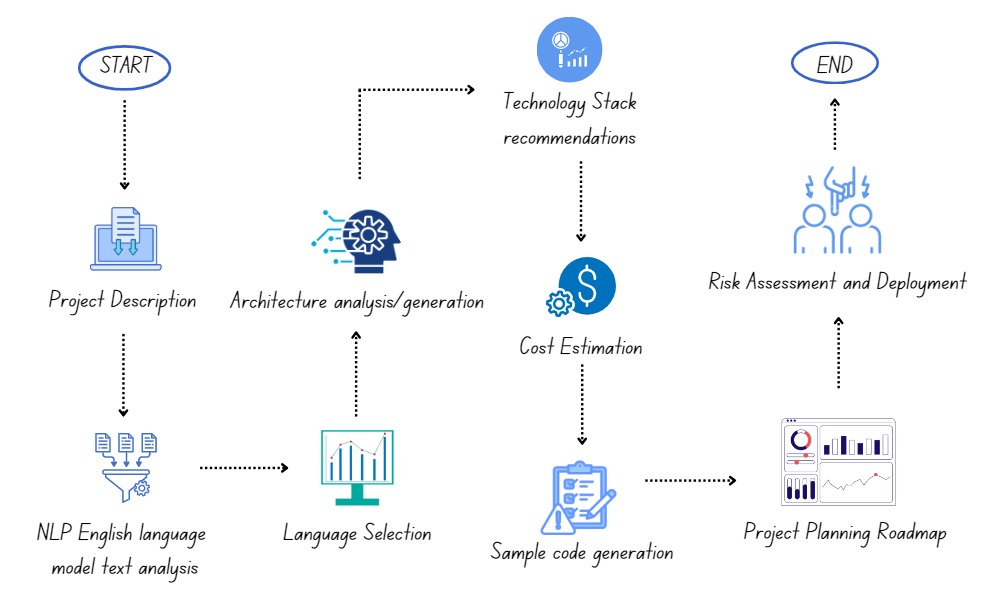 START
Project Description
NLP English language
model text analysis
Language Selection
Architecture analysis/generation
Technology Stack
recommendations
Cost Estimation
Sample code generation
Project Planning Roadmap
Risk Assessment and Deployment
END